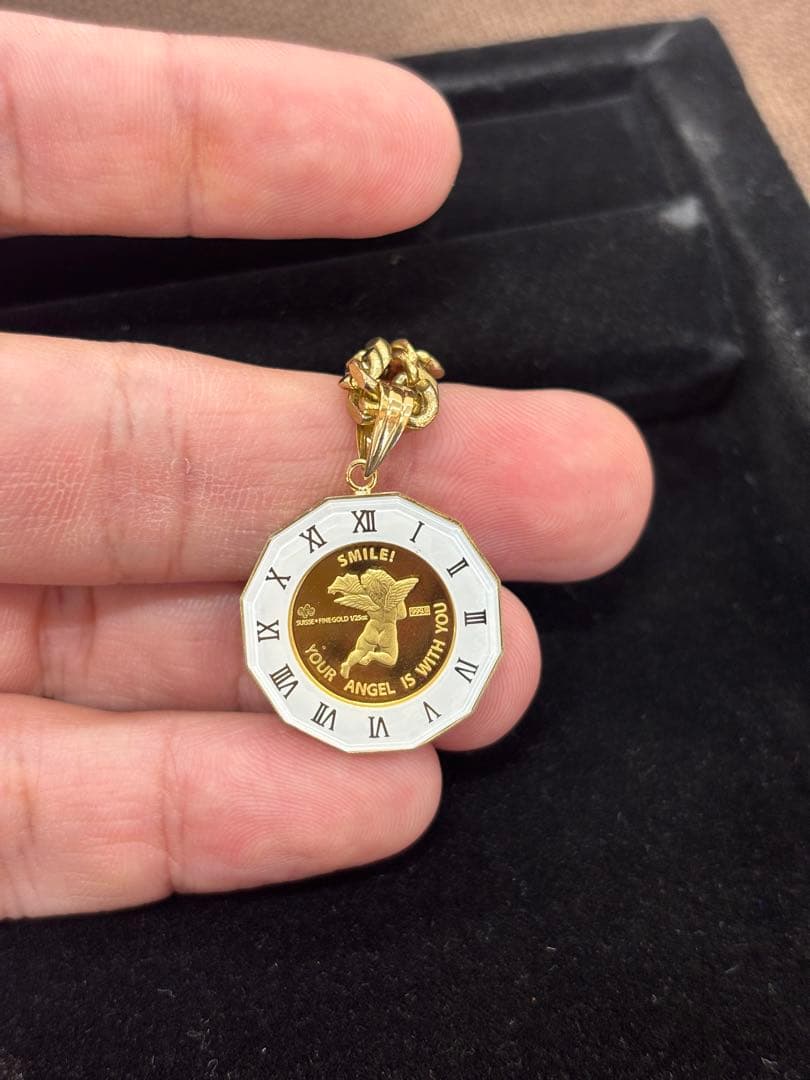 XII
I
II
III
IV
V
VI
VII
VIII
IX
X
XI
SMILE!
SUISSE • FINE GOLD 1/25oz
999.9
YOUR ANGEL IS WITH YOU